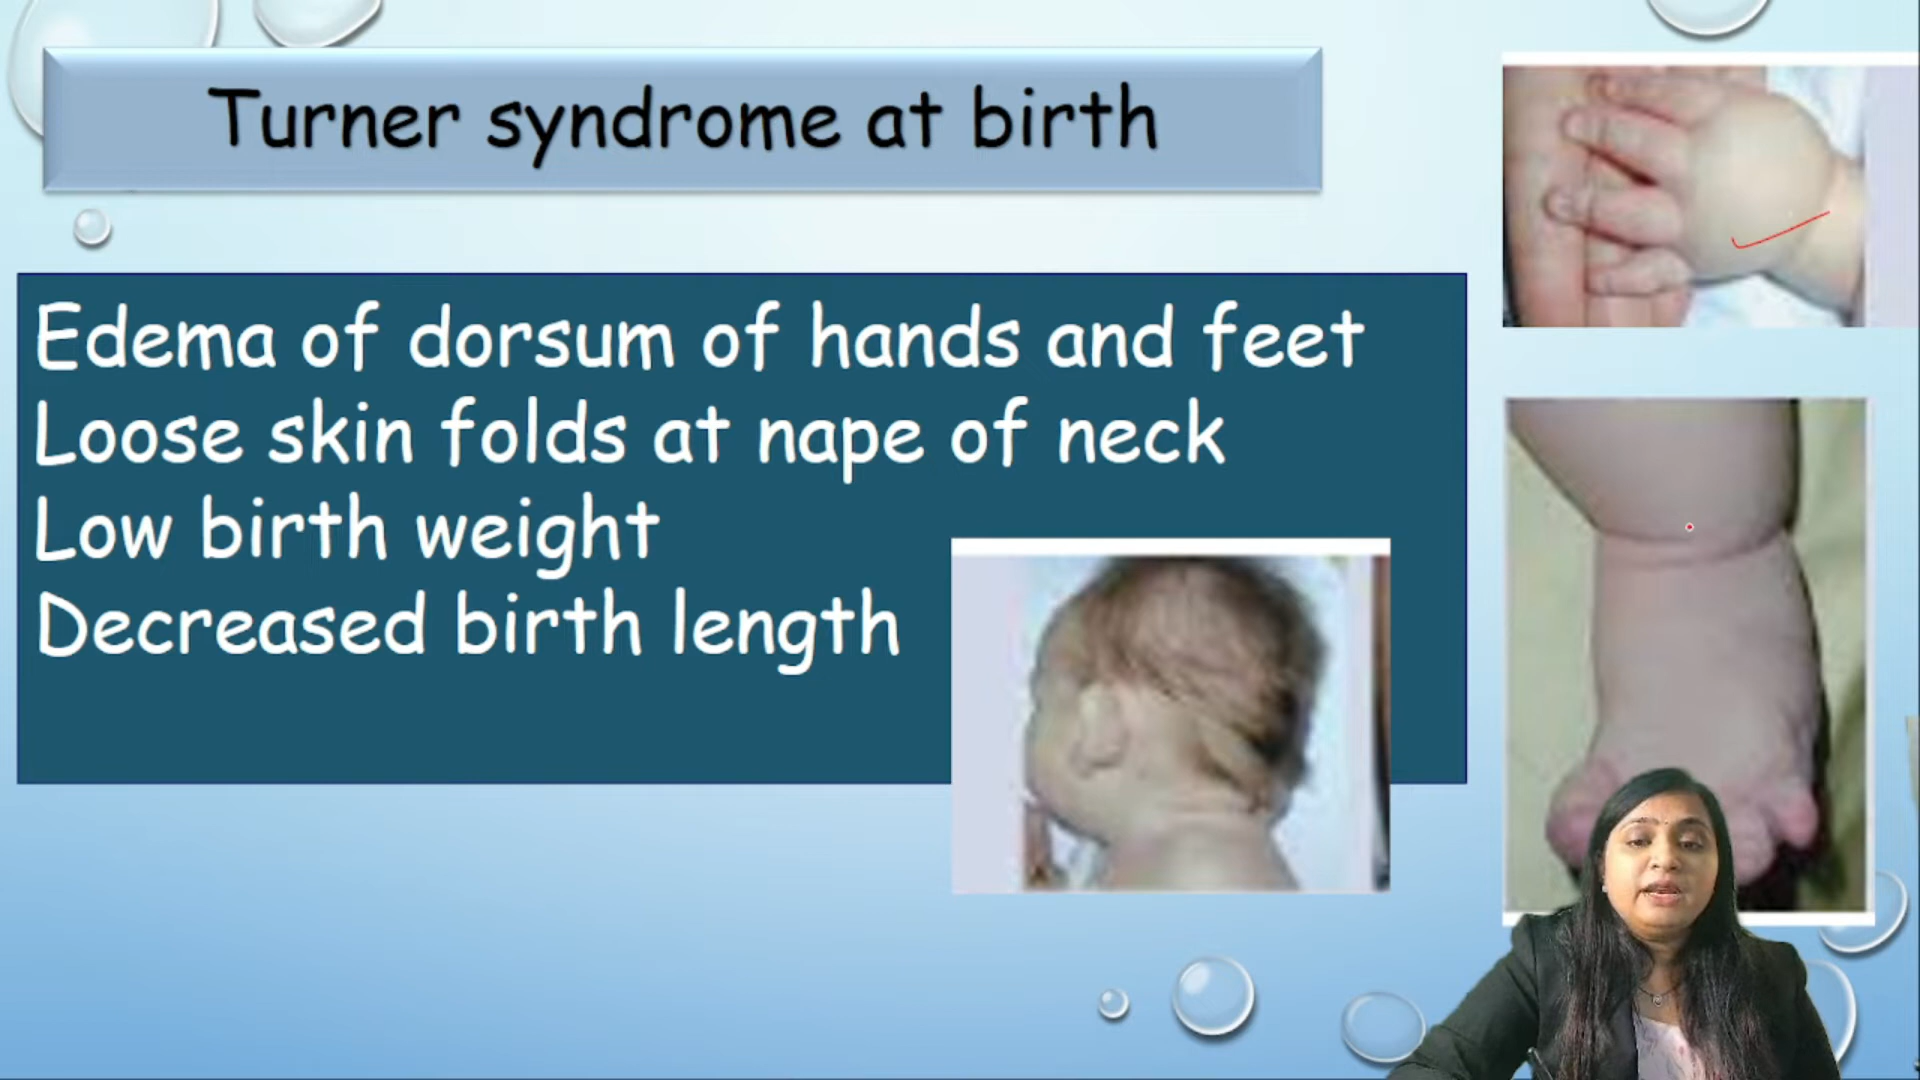 Turner syndrome at birth
Edema of dorsum of hands and feet
Loose skin folds at nape of neck
Low birth weight
Decreased birth length